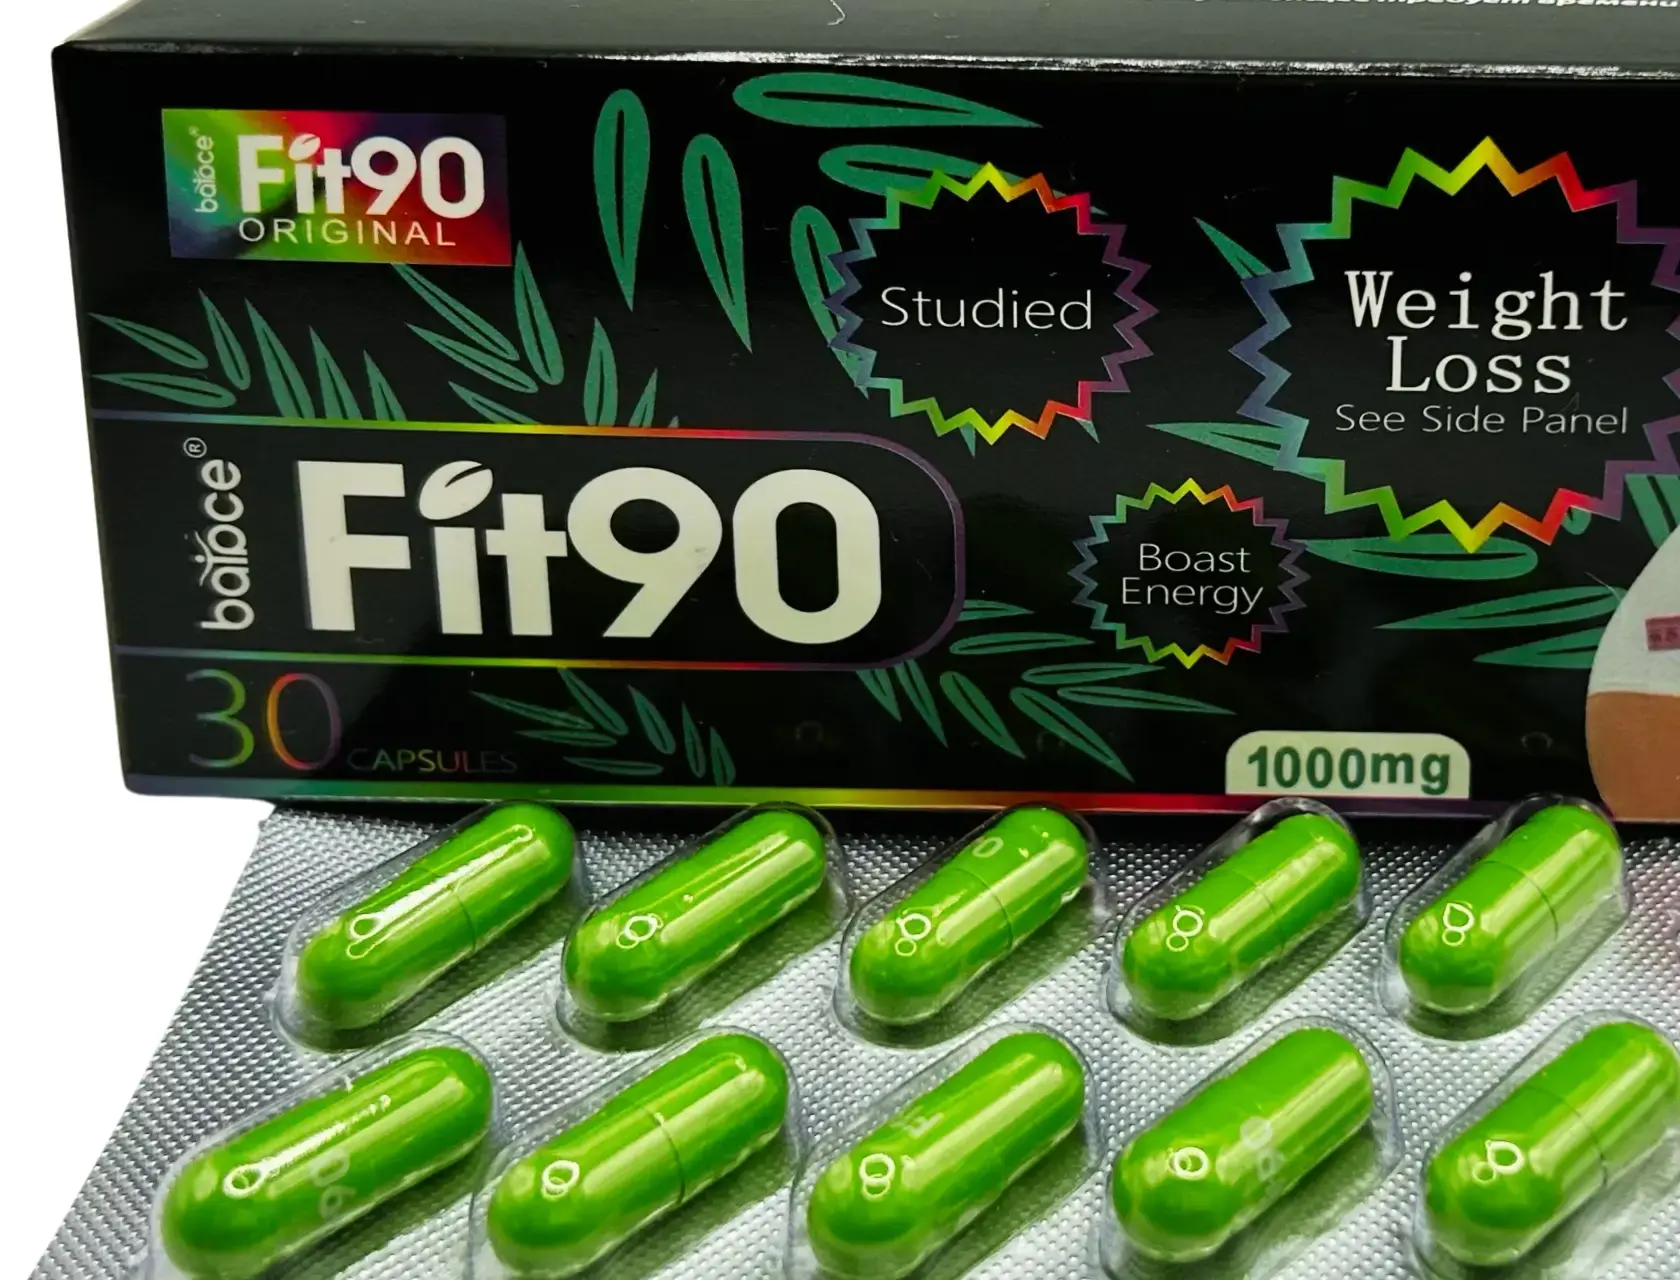 baioce®
Fit90
ORIGINAL
Studied
Weight
Loss
See Side Panel
baioce®
Fit90
Boast
Energy
30 CAPSULES
1000mg